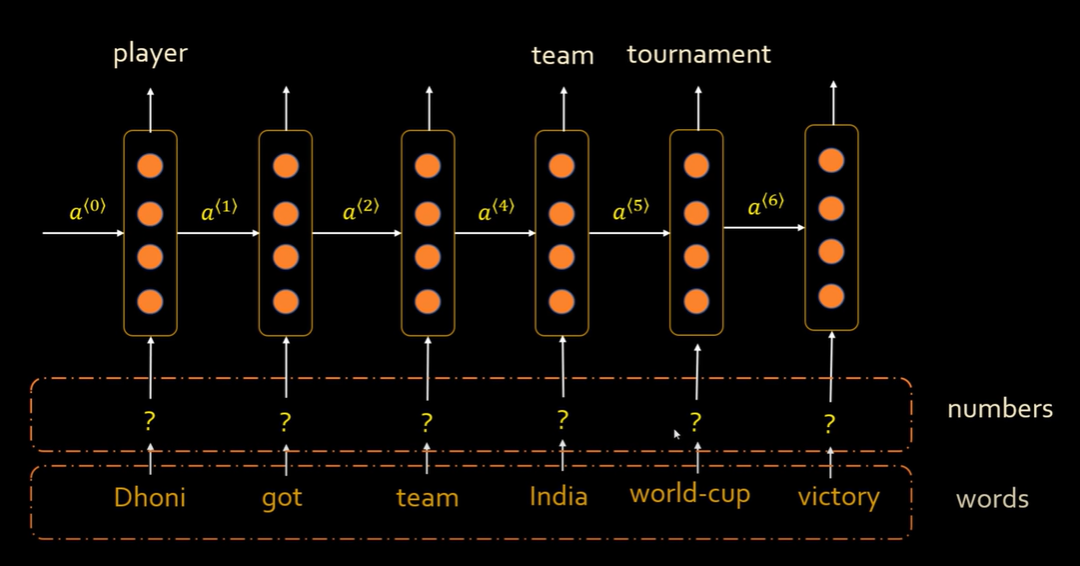 player team tournament
a⟨0⟩ a⟨1⟩ a⟨2⟩ a⟨4⟩ a⟨5⟩ a⟨6⟩
? ? ? ? ? ? numbers
Dhoni got team India world-cup victory words